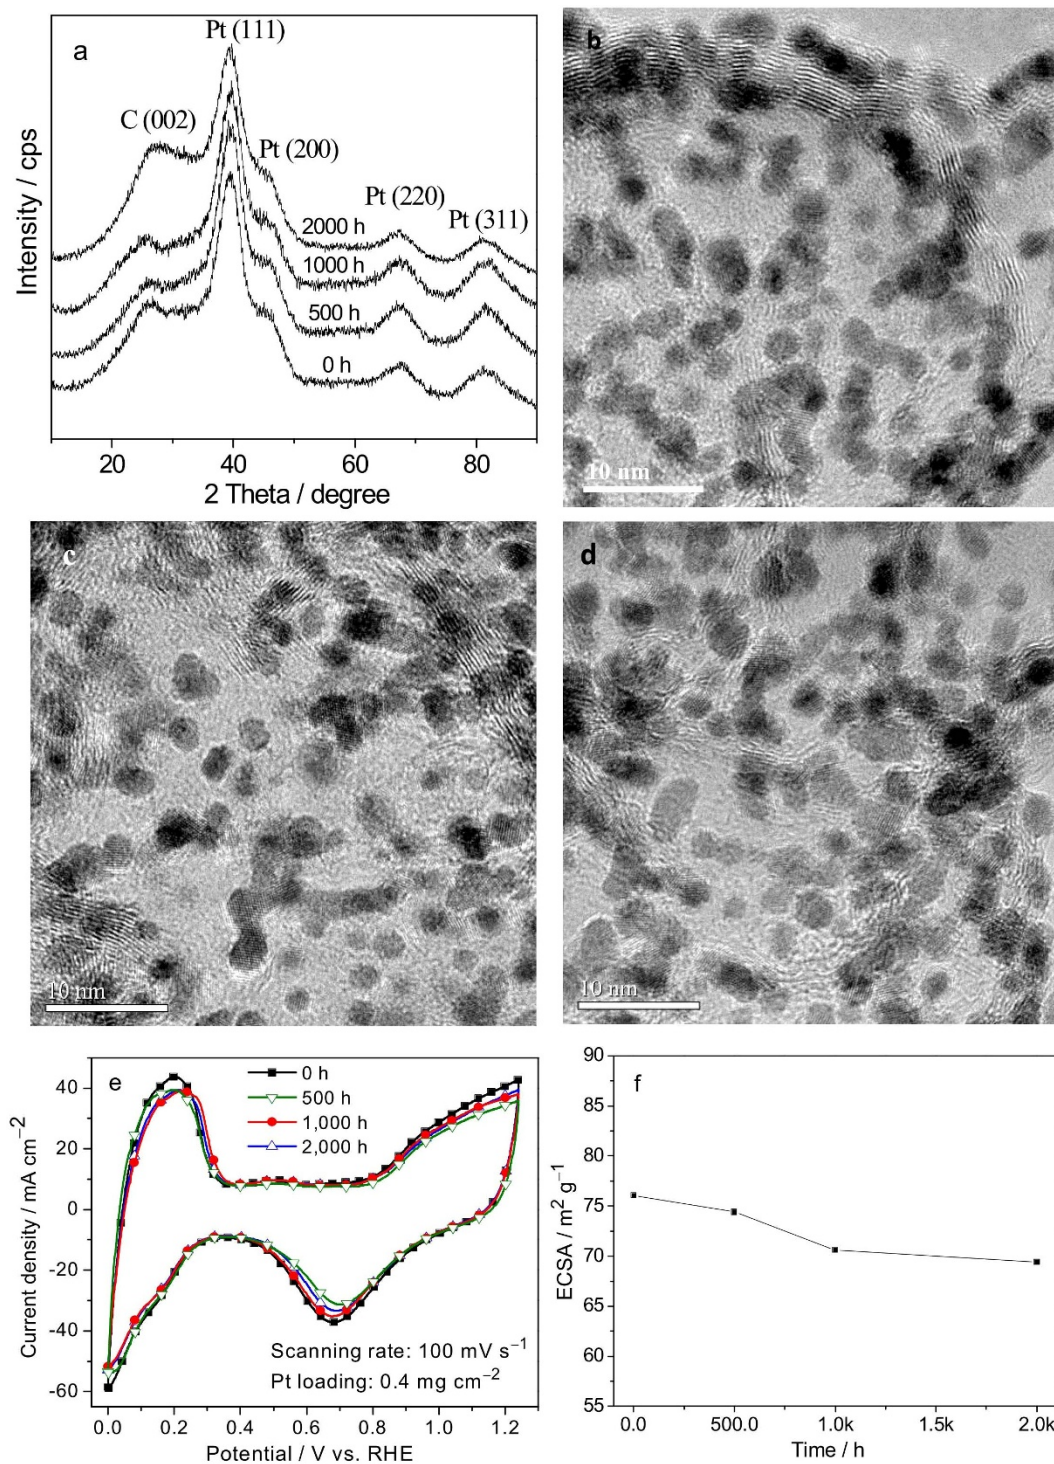 a
Pt (111)
C (002)
Pt (200)
Pt (220)
Pt (311)
2000 h
1000 h
500 h
0 h
Intensity / cps
20 40 60 80
2 Theta / degree
b
10 nm
c
10 nm
d
10 nm
e
0 h
500 h
1,000 h
2,000 h
40
20
0
-20
-40
-60
Current density / mA cm⁻²
Scanning rate: 100 mV s⁻¹
Pt loading: 0.4 mg cm⁻²
0.0 0.2 0.4 0.6 0.8 1.0 1.2
Potential / V vs. RHE
f
90
85
80
75
70
65
60
55
ECSA / m² g⁻¹
0.0 500.0 1.0k 1.5k 2.0k
Time / h